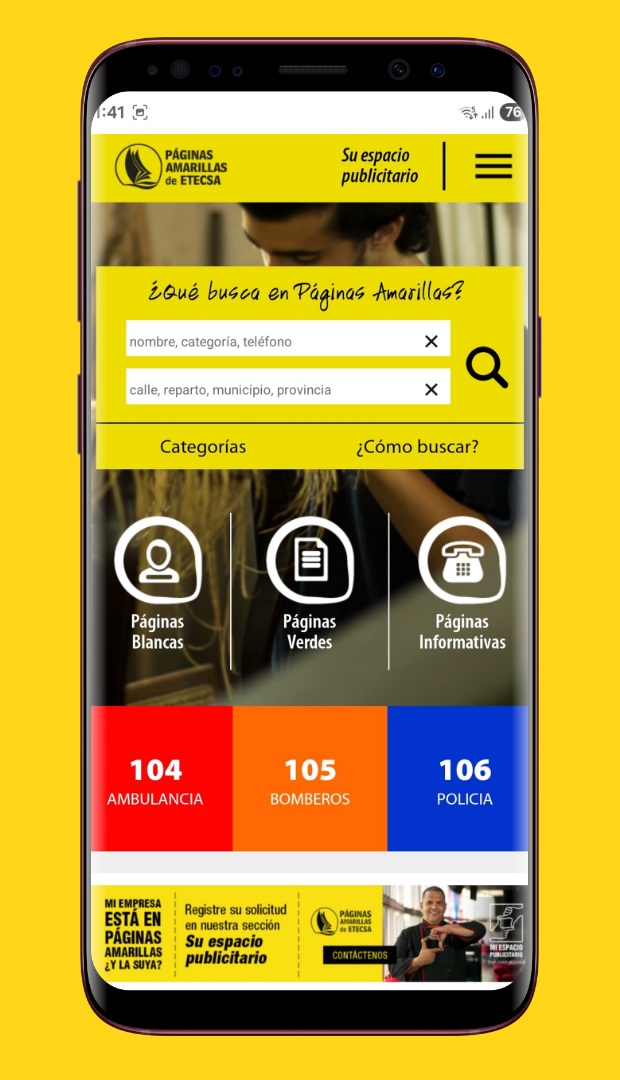 1:41
76
PÁGINAS
AMARILLAS
de ETECSA
Su espacio
publicitario
¿Qué busca en Páginas Amarillas?
nombre, categoría, teléfono
calle, reparto, municipio, provincia
Categorías
¿Cómo buscar?
Páginas
Blancas
Páginas
Verdes
Páginas
Informativas
104
AMBULANCIA
105
BOMBEROS
106
POLICIA
MI EMPRESA
ESTÁ EN
PÁGINAS
AMARILLAS
¿Y LA SUYA?
Registre su solicitud
en nuestra sección
Su espacio
publicitario
PÁGINAS
AMARILLAS
de ETECSA
CONTÁCTENOS
MI ESPACIO
PUBLICITARIO